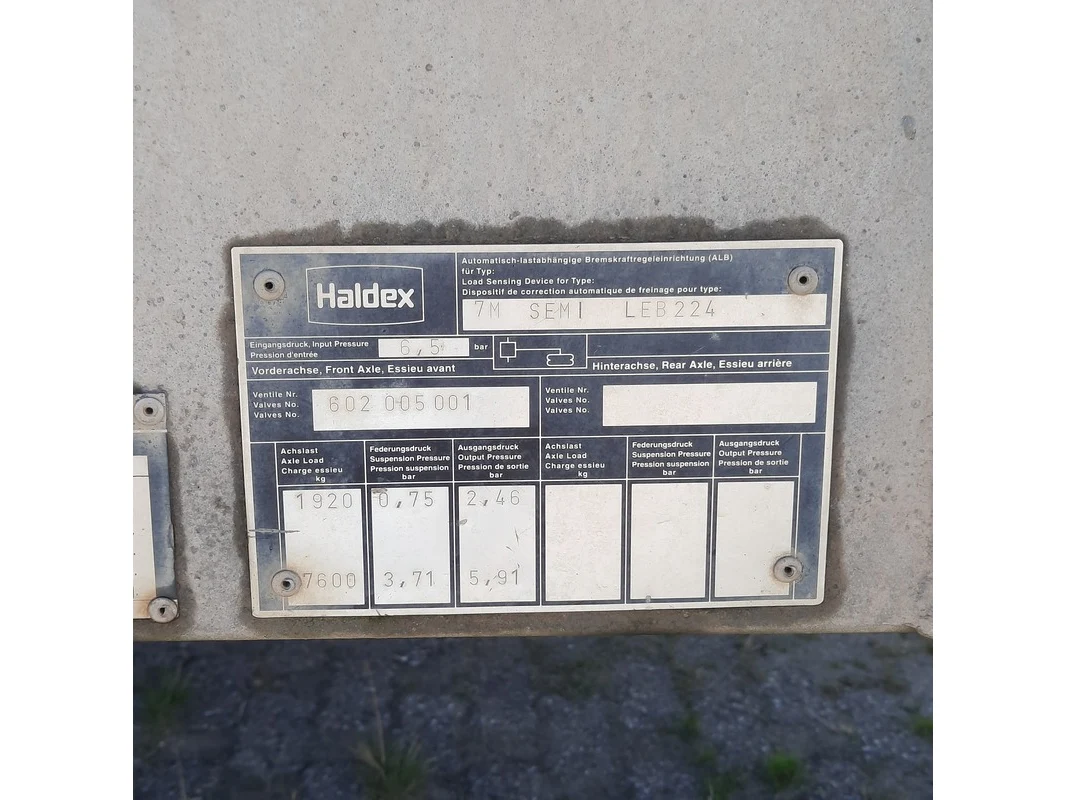 Haldex
Automatisch-lastabhängige Bremskraftregeleinrichtung (ALB)
für Typ:
Load Sensing Device for Type:
Dispositif de correction automatique de freinage pour type:
7M SEMI LEB224
Eingangsdruck, Input Pressure
Pression d'entrée
6,5 bar
Vorderachse, Front Axle, Essieu avant
Hinterachse, Rear Axle, Essieu arrière
Ventile Nr.
Valves No.
Valves No.
602 005 001
Ventile Nr.
Valves No.
Valves No.
Achslast
Axle Load
Charge essieu
kg
Federungsdruck
Suspension Pressure
Pression suspension
bar
Ausgangsdruck
Output Pressure
Pression de sortie
bar
Achslast
Axle Load
Charge essieu
kg
Federungsdruck
Suspension Pressure
Pression suspension
bar
Ausgangsdruck
Output Pressure
Pression de sortie
bar
1920 0,75 2,46
7600 3,71 5,91